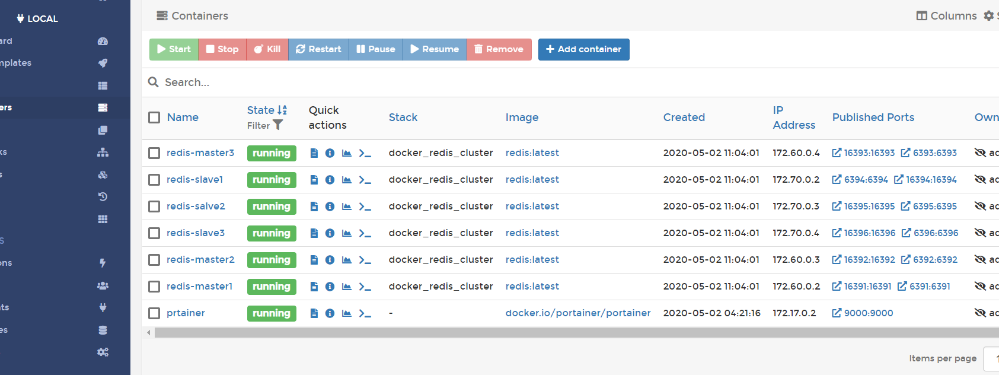 LOCAL
ard
mplates
ers
ks
s
S
ons
ts
es
Containers
Columns
Start Stop Kill Restart Pause Resume Remove Add container
Search...
Name State Filter Quick actions Stack Image Created IP Address Published Ports Own
redis-master3 running docker_redis_cluster redis:latest 2020-05-02 11:04:01 172.60.0.4 16393:16393 6393:6393 ad
redis-slave1 running docker_redis_cluster redis:latest 2020-05-02 11:04:01 172.70.0.2 6394:6394 16394:16394 ad
redis-salve2 running docker_redis_cluster redis:latest 2020-05-02 11:04:01 172.70.0.3 16395:16395 6395:6395 ad
redis-slave3 running docker_redis_cluster redis:latest 2020-05-02 11:04:01 172.70.0.4 16396:16396 6396:6396 ad
redis-master2 running docker_redis_cluster redis:latest 2020-05-02 11:04:01 172.60.0.3 16392:16392 6392:6392 ad
redis-master1 running docker_redis_cluster redis:latest 2020-05-02 11:04:01 172.60.0.2 16391:16391 6391:6391 ad
prtainer running - docker.io/portainer/portainer 2020-05-02 04:21:16 172.17.0.2 9000:9000 ad
Items per page